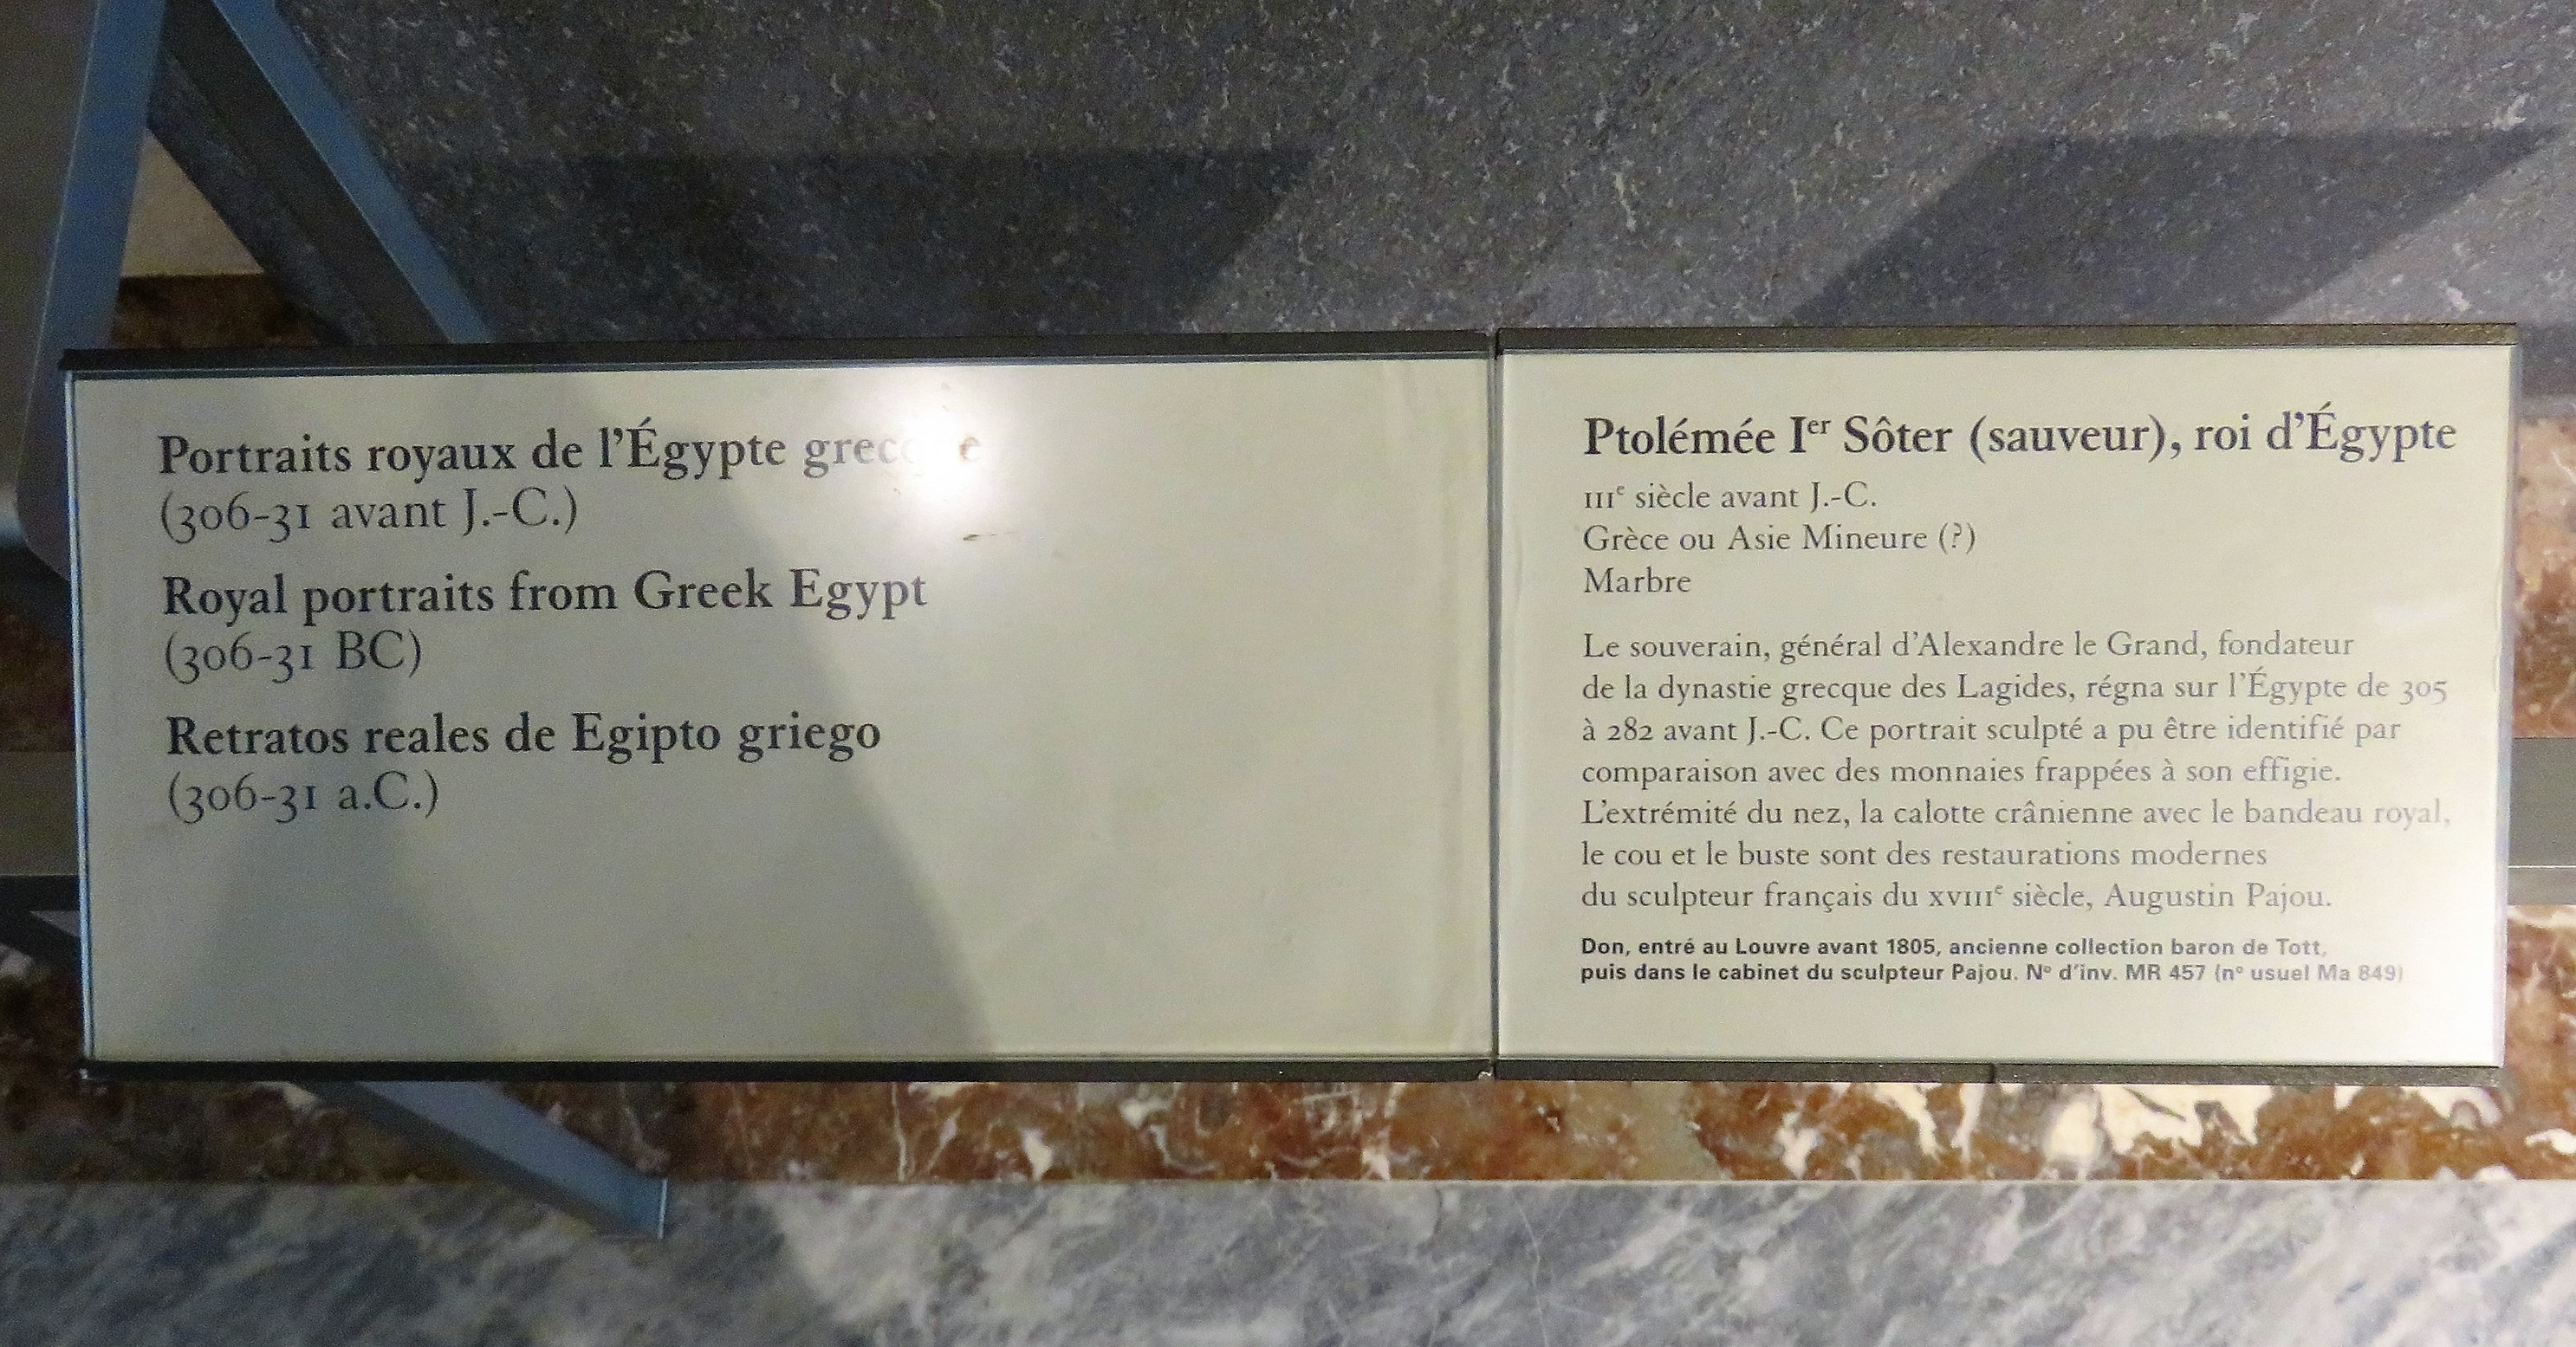 Portraits royaux de l'Égypte
(306-31 avant J.-C.)
Royal portraits from Greek Egypt
(306-31 BC)
Retratos reales de Egipto griego
(306-31 a.C.)
Ptolémée Ier Sôter (sauveur), roi d'Égypte
IIIe siècle avant J.-C.
Grèce ou Asie Mineure (?)
Marbre
Le souverain, général d'Alexandre le Grand, fondateur
de la dynastie grecque des Lagides, régna sur l'Égypte de 305
à 282 avant J.-C. Ce portrait sculpté a pu être identifié par
comparaison avec des monnaies frappées à son effigie.
L'extrémité du nez, la calotte crânienne avec le bandeau royal,
le cou et le buste sont des restaurations modernes
du sculpteur français du XVIIIe siècle, Augustin Pajou.
Don, entré au Louvre avant 1805, ancienne collection baron de Tott,
puis dans le cabinet du sculpteur Pajou. N° d'inv. MR 457 (n° usuel Ma 849)